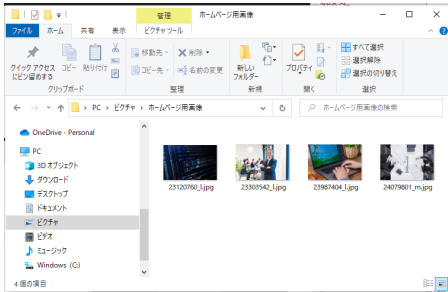 管理
ホームページ用画像
ファイル ホーム 共有 表示 ピクチャ ツール
クイック アクセスにピン留めする
コピー
貼り付け
移動先
コピー先
削除
名前の変更
新しいフォルダー
プロパティ
すべて選択
選択解除
選択の切り替え
クリップボード 整理 新規 開く 選択
PC › ピクチャ › ホームページ用画像
ホームページ用画像の検索
OneDrive - Personal
PC
3D オブジェクト
ダウンロード
デスクトップ
ドキュメント
ピクチャ
ビデオ
ミュージック
Windows (C:)
23120760_l.jpg 23303542_l.jpg 23987404_l.jpg 24079801_m.jpg
4 個の項目